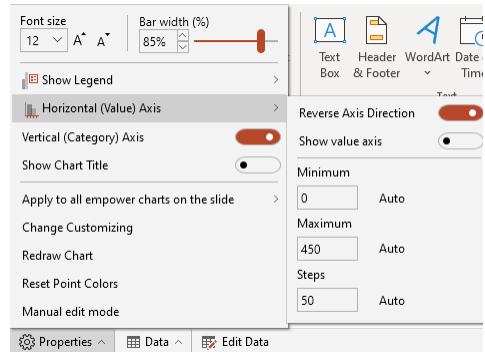 Font size
Bar width (%)
12
A
A
85%
Show Legend
Horizontal (Value) Axis
Vertical (Category) Axis
Show Chart Title
Apply to all empower charts on the slide
Change Customizing
Redraw Chart
Reset Point Colors
Manual edit mode
Properties
Data
Edit Data
A
A
Text
Box
Header
& Footer
WordArt
Date
Time
Text
Reverse Axis Direction
Show value axis
Minimum
0 Auto
Maximum
450 Auto
Steps
50 Auto